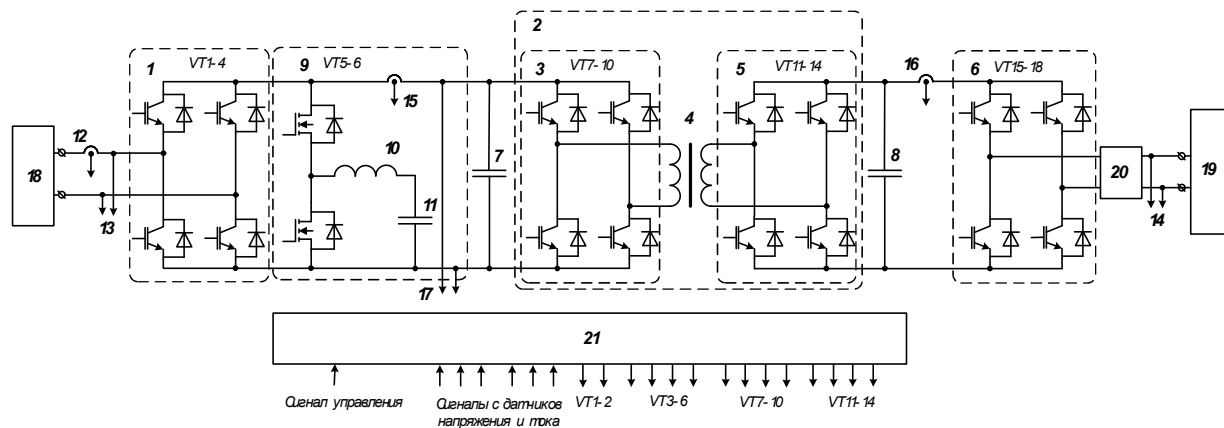 2
1
VT1-4
9
VT5-6
3
VT7-10
5
VT11-14
16
6
VT15-18
15
12
4
10
7
8
18
20
19
11
13
14
17
21
Сигнал управления
Сигналы с датчиков
напряжения и тока
VT1-2
VT3-6
VT7-10
VT11-14